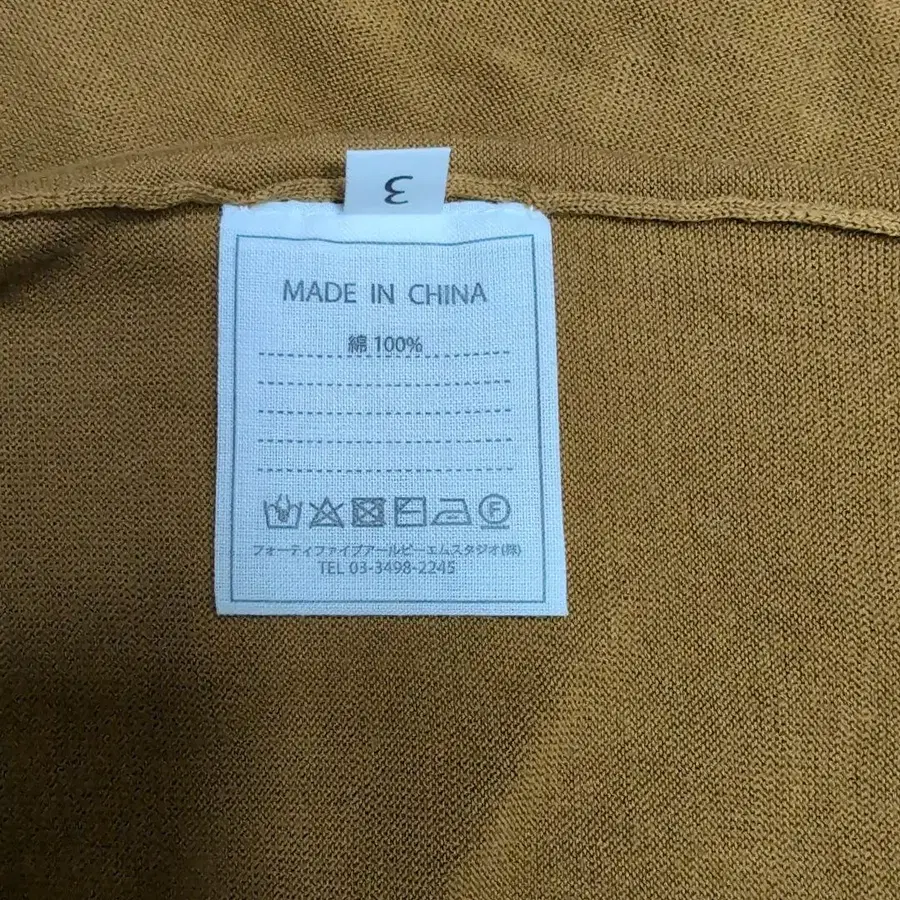 3
MADE IN CHINA
綿 100%
F
フォーティファイブアールピーエムスタジオ(株)
TEL 03-3498-2245